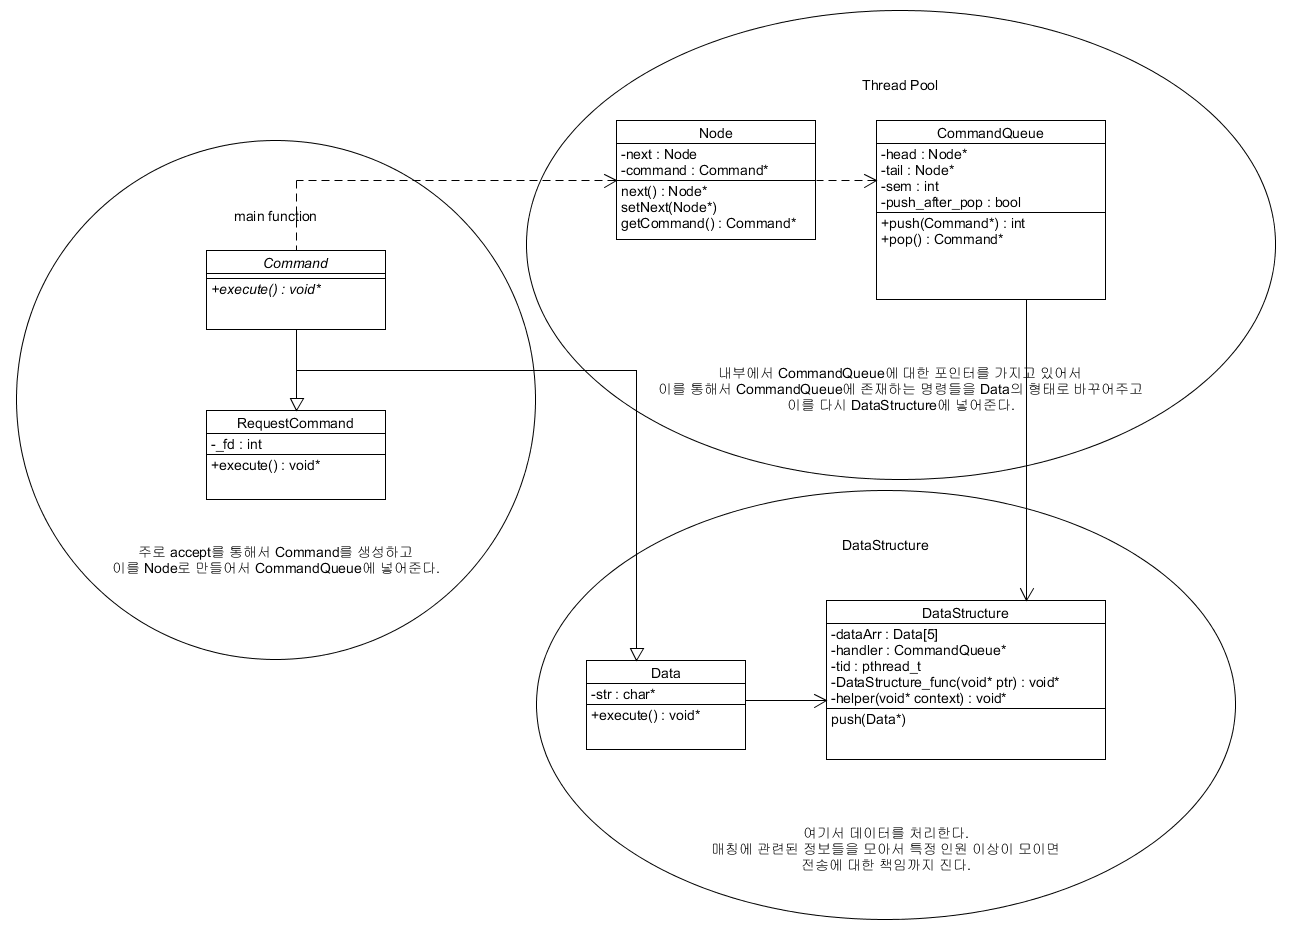 Thread Pool
Node
-next : Node
-command : Command*
next() : Node*
setNext(Node*)
getCommand() : Command*
CommandQueue
-head : Node*
-tail : Node*
-sem : int
-push_after_pop : bool
+push(Command*) : int
+pop() : Command*
내부에서 CommandQueue에 대한 포인터를 가지고 있어서
이를 통해서 CommandQueue에 존재하는 명령들을 Data의 형태로 바꾸어주고
이를 다시 DataStructure에 넣어준다.
main function
Command
+execute() : void*
RequestCommand
-_fd : int
+execute() : void*
주로 accept를 통해서 Command를 생성하고
이를 Node로 만들어서 CommandQueue에 넣어준다.
DataStructure
Data
-str : char*
+execute() : void*
DataStructure
-dataArr : Data[5]
-handler : CommandQueue*
-tid : pthread_t
-DataStructure_func(void* ptr) : void*
-helper(void* context) : void*
push(Data*)
여기서 데이터를 처리한다.
매칭에 관련된 정보들을 모아서 특정 인원 이상이 모이면
전송에 대한 책임까지 진다.